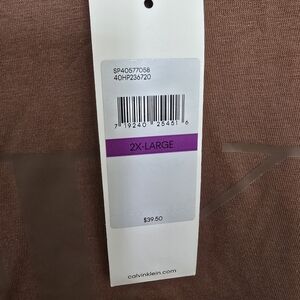 SP40577058
40HP236720
7 19240 25451 6
2X-LARGE
$39.50
calvinklein.com